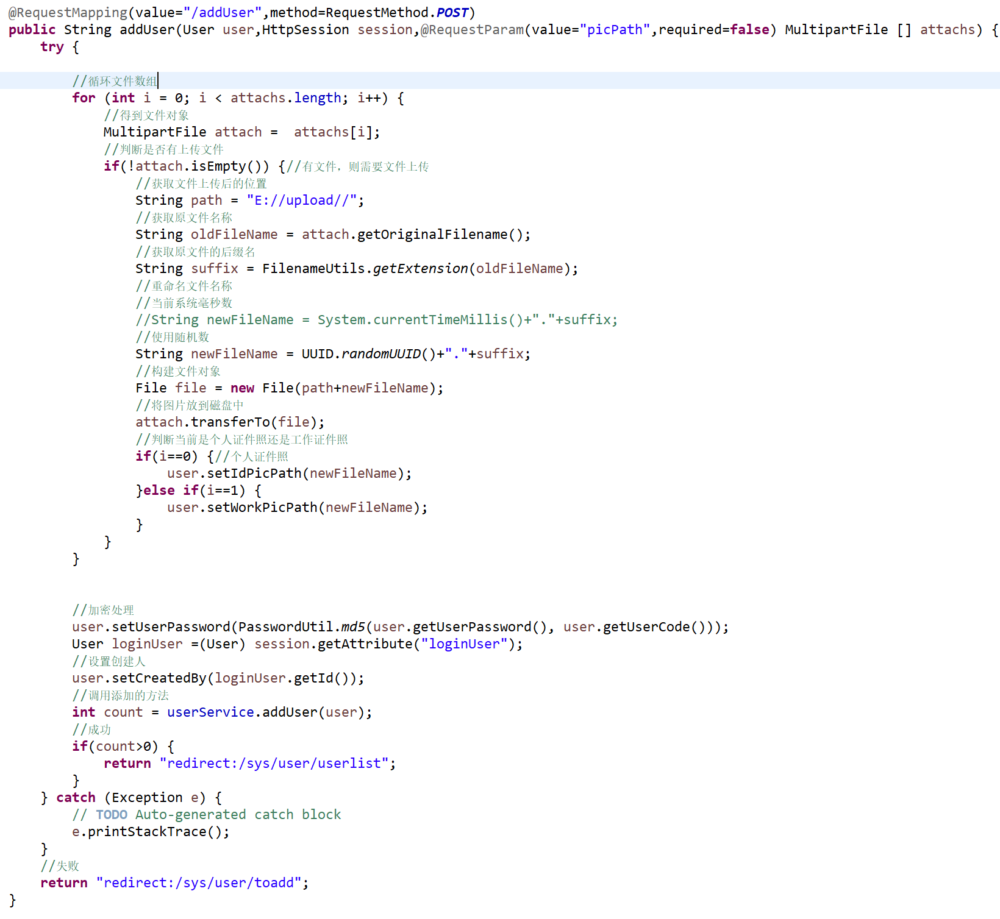 @RequestMapping(value="/addUser",method=RequestMethod.POST)
public String addUser(User user,HttpSession session,@RequestParam(value="picPath",required=false) MultipartFile [] attachs) {
try {
//循环文件数组
for (int i = 0; i < attachs.length; i++) {
//得到文件对象
MultipartFile attach =  attachs[i];
//判断是否有上传文件
if(!attach.isEmpty()) {//有文件，则需要文件上传
//获取文件上传后的位置
String path = "E://upload//";
//获取原文件名称
String oldFileName = attach.getOriginalFilename();
//获取原文件的后缀名
String suffix = FilenameUtils.getExtension(oldFileName);
//重命名文件名称
//当前系统毫秒数
//String newFileName = System.currentTimeMillis()+"."+suffix;
//使用随机数
String newFileName = UUID.randomUUID()+"."+suffix;
//构建文件对象
File file = new File(path+newFileName);
//将图片放到磁盘中
attach.transferTo(file);
//判断当前是个人证件照还是工作证件照
if(i==0) {//个人证件照
user.setIdPicPath(newFileName);
}else if(i==1) {
user.setWorkPicPath(newFileName);
}
}
}
//加密处理
user.setUserPassword(PasswordUtil.md5(user.getUserPassword(), user.getUserCode()));
User loginUser =(User) session.getAttribute("loginUser");
//设置创建人
user.setCreatedBy(loginUser.getId());
//调用添加的方法
int count = userService.addUser(user);
//成功
if(count>0) {
return "redirect:/sys/user/userlist";
}
} catch (Exception e) {
// TODO Auto-generated catch block
e.printStackTrace();
}
//失败
return "redirect:/sys/user/toadd";
}